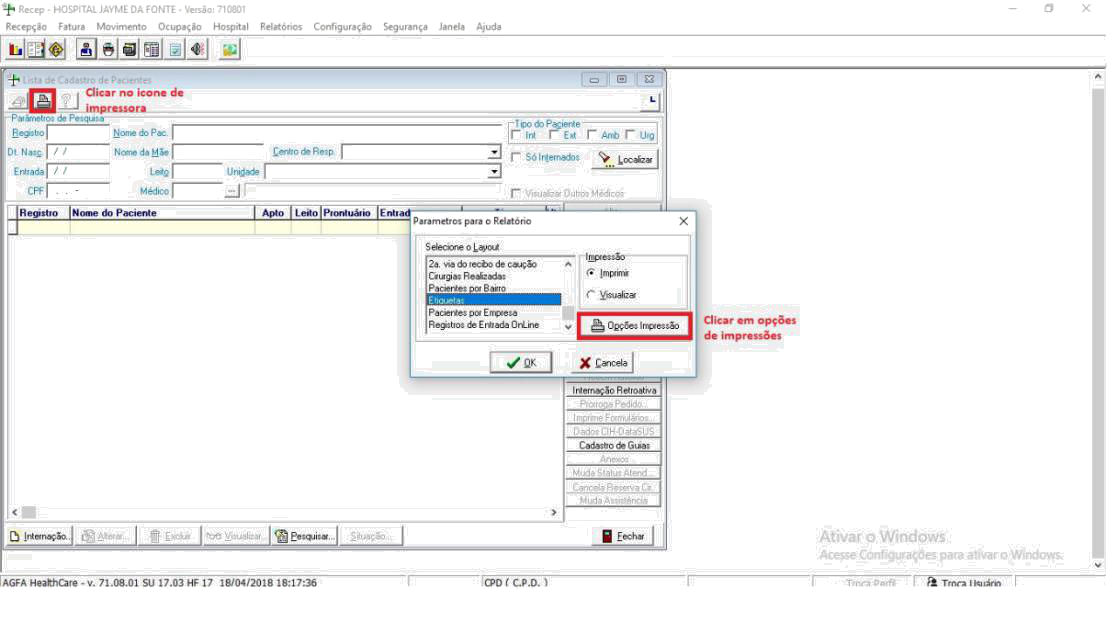 Recep - HOSPITAL JAYME DA FONTE - Versão: 710801
Recepção Fatura Movimento Ocupação Hospital Relatórios Configuração Segurança Janela Ajuda
Lista de Cadastro de Pacientes
Clicar no icone de
impressora
Parâmetros de Pesquisa
Tipo do Paciente
Registro Nome do Pac. Int Ext Amb Urg
Dt. Nasc. / / Nome da Mãe Centro de Resp. Só Internados Localizar
Entrada / / Leito Unidade
CPF . . - Médico ... Visualizar Outros Médicos
Registro Nome do Paciente Apto Leito Prontuário Entrad
Parametros para o Relatório
Selecione o Layout
Impressão
2a. via do recibo de caução
Cirurgias Realizadas
Pacientes por Bairro
Etiquetas
Pacientes por Empresa
Registros de Entrada OnLine
Imprimir
Visualizar
Opções Impressão
Clicar em opções
de impressões
OK Cancela
Internação Retroativa
Prorroga Pedido...
Imprime Formulários...
Dados CIH-DataSUS
Cadastro de Guias
Anexos...
Muda Status Atend...
Cancela Reserva Cir.
Muda Assistência
Internação... Alterar... Excluir Visualizar... Pesquisar... Situação... Fechar
Ativar o Windows
Acesse Configurações para ativar o Windows.
AGFA HealthCare - v. 71.08.01 SU 17.03 HF 17 18/04/2018 18:17:36 CPD ( C.P.D. ) Troca Perfil Troca Usuário